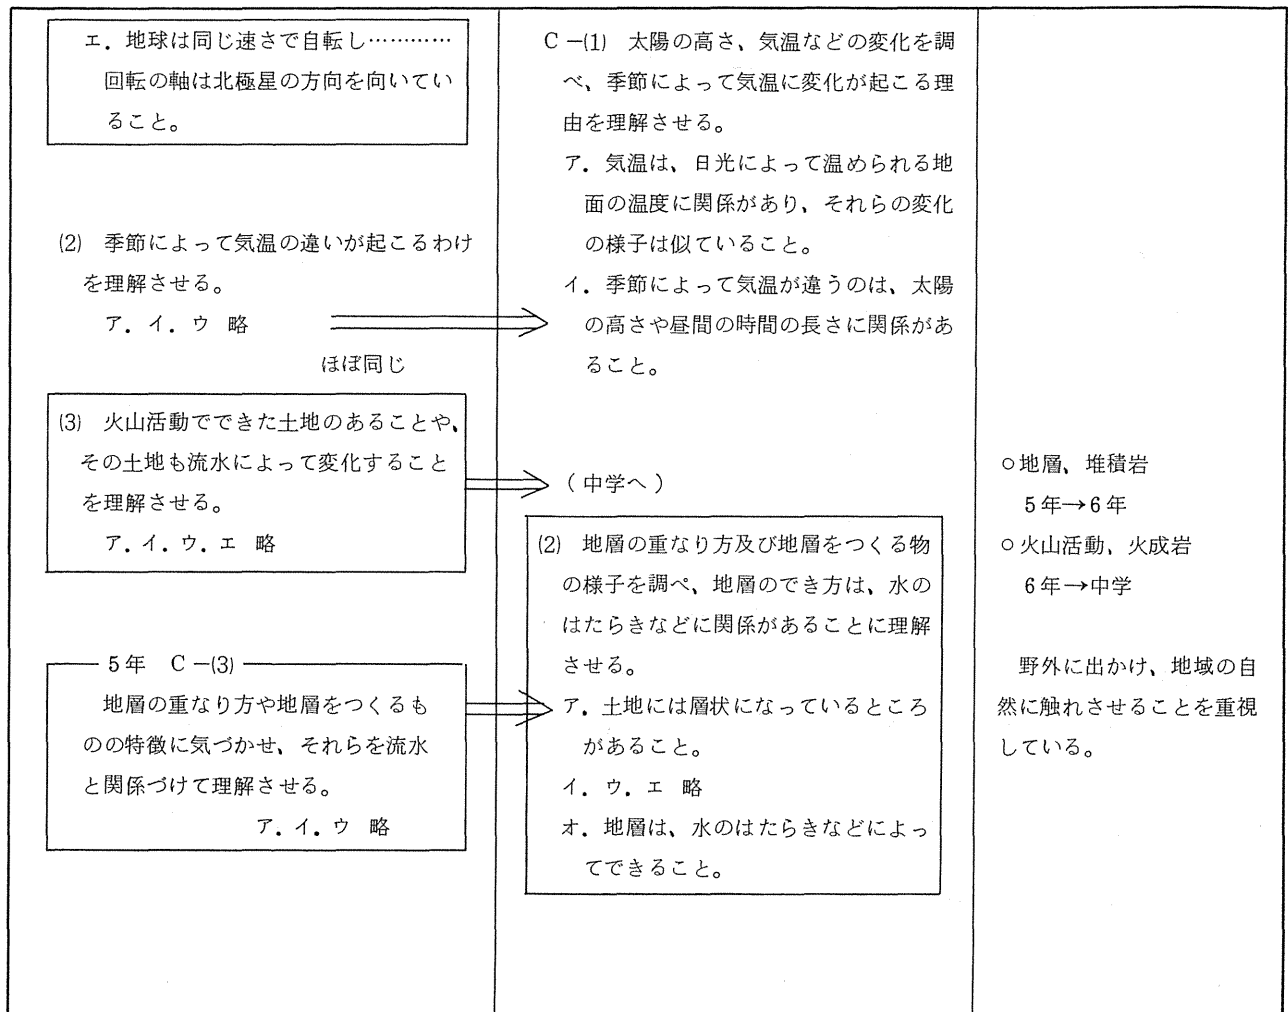 エ．地球は同じ速さで自転し…………
回転の軸は北極星の方向を向いてい
ること。
(2) 季節によって気温の違いが起こるわけ
を理解させる。
ア．イ．ウ 略
ほぼ同じ
(3) 火山活動でできた土地のあることや、
その土地も流水によって変化すること
を理解させる。
ア．イ．ウ．エ 略
5年 C－(3)
地層の重なり方や地層をつくるも
のの特徴に気づかせ、それらを流水
と関係づけて理解させる。
ア．イ．ウ 略
C－(1) 太陽の高さ、気温などの変化を調
べ、季節によって気温に変化が起こる理
由を理解させる。
ア．気温は、日光によって温められる地
面の温度に関係があり、それらの変化
の様子は似ていること。
イ．季節によって気温が違うのは、太陽
の高さや昼間の時間の長さに関係があ
ること。
（中学へ）
(2) 地層の重なり方及び地層をつくる物
の様子を調べ、地層のでき方は、水の
はたらきなどに関係があることに理解
させる。
ア．土地には層状になっているところ
があること。
イ．ウ．エ 略
オ．地層は、水のはたらきなどによっ
てできること。
○地層、堆積岩
5年→6年
○火山活動、火成岩
6年→中学
野外に出かけ、地域の自
然に触れさせることを重視
している。